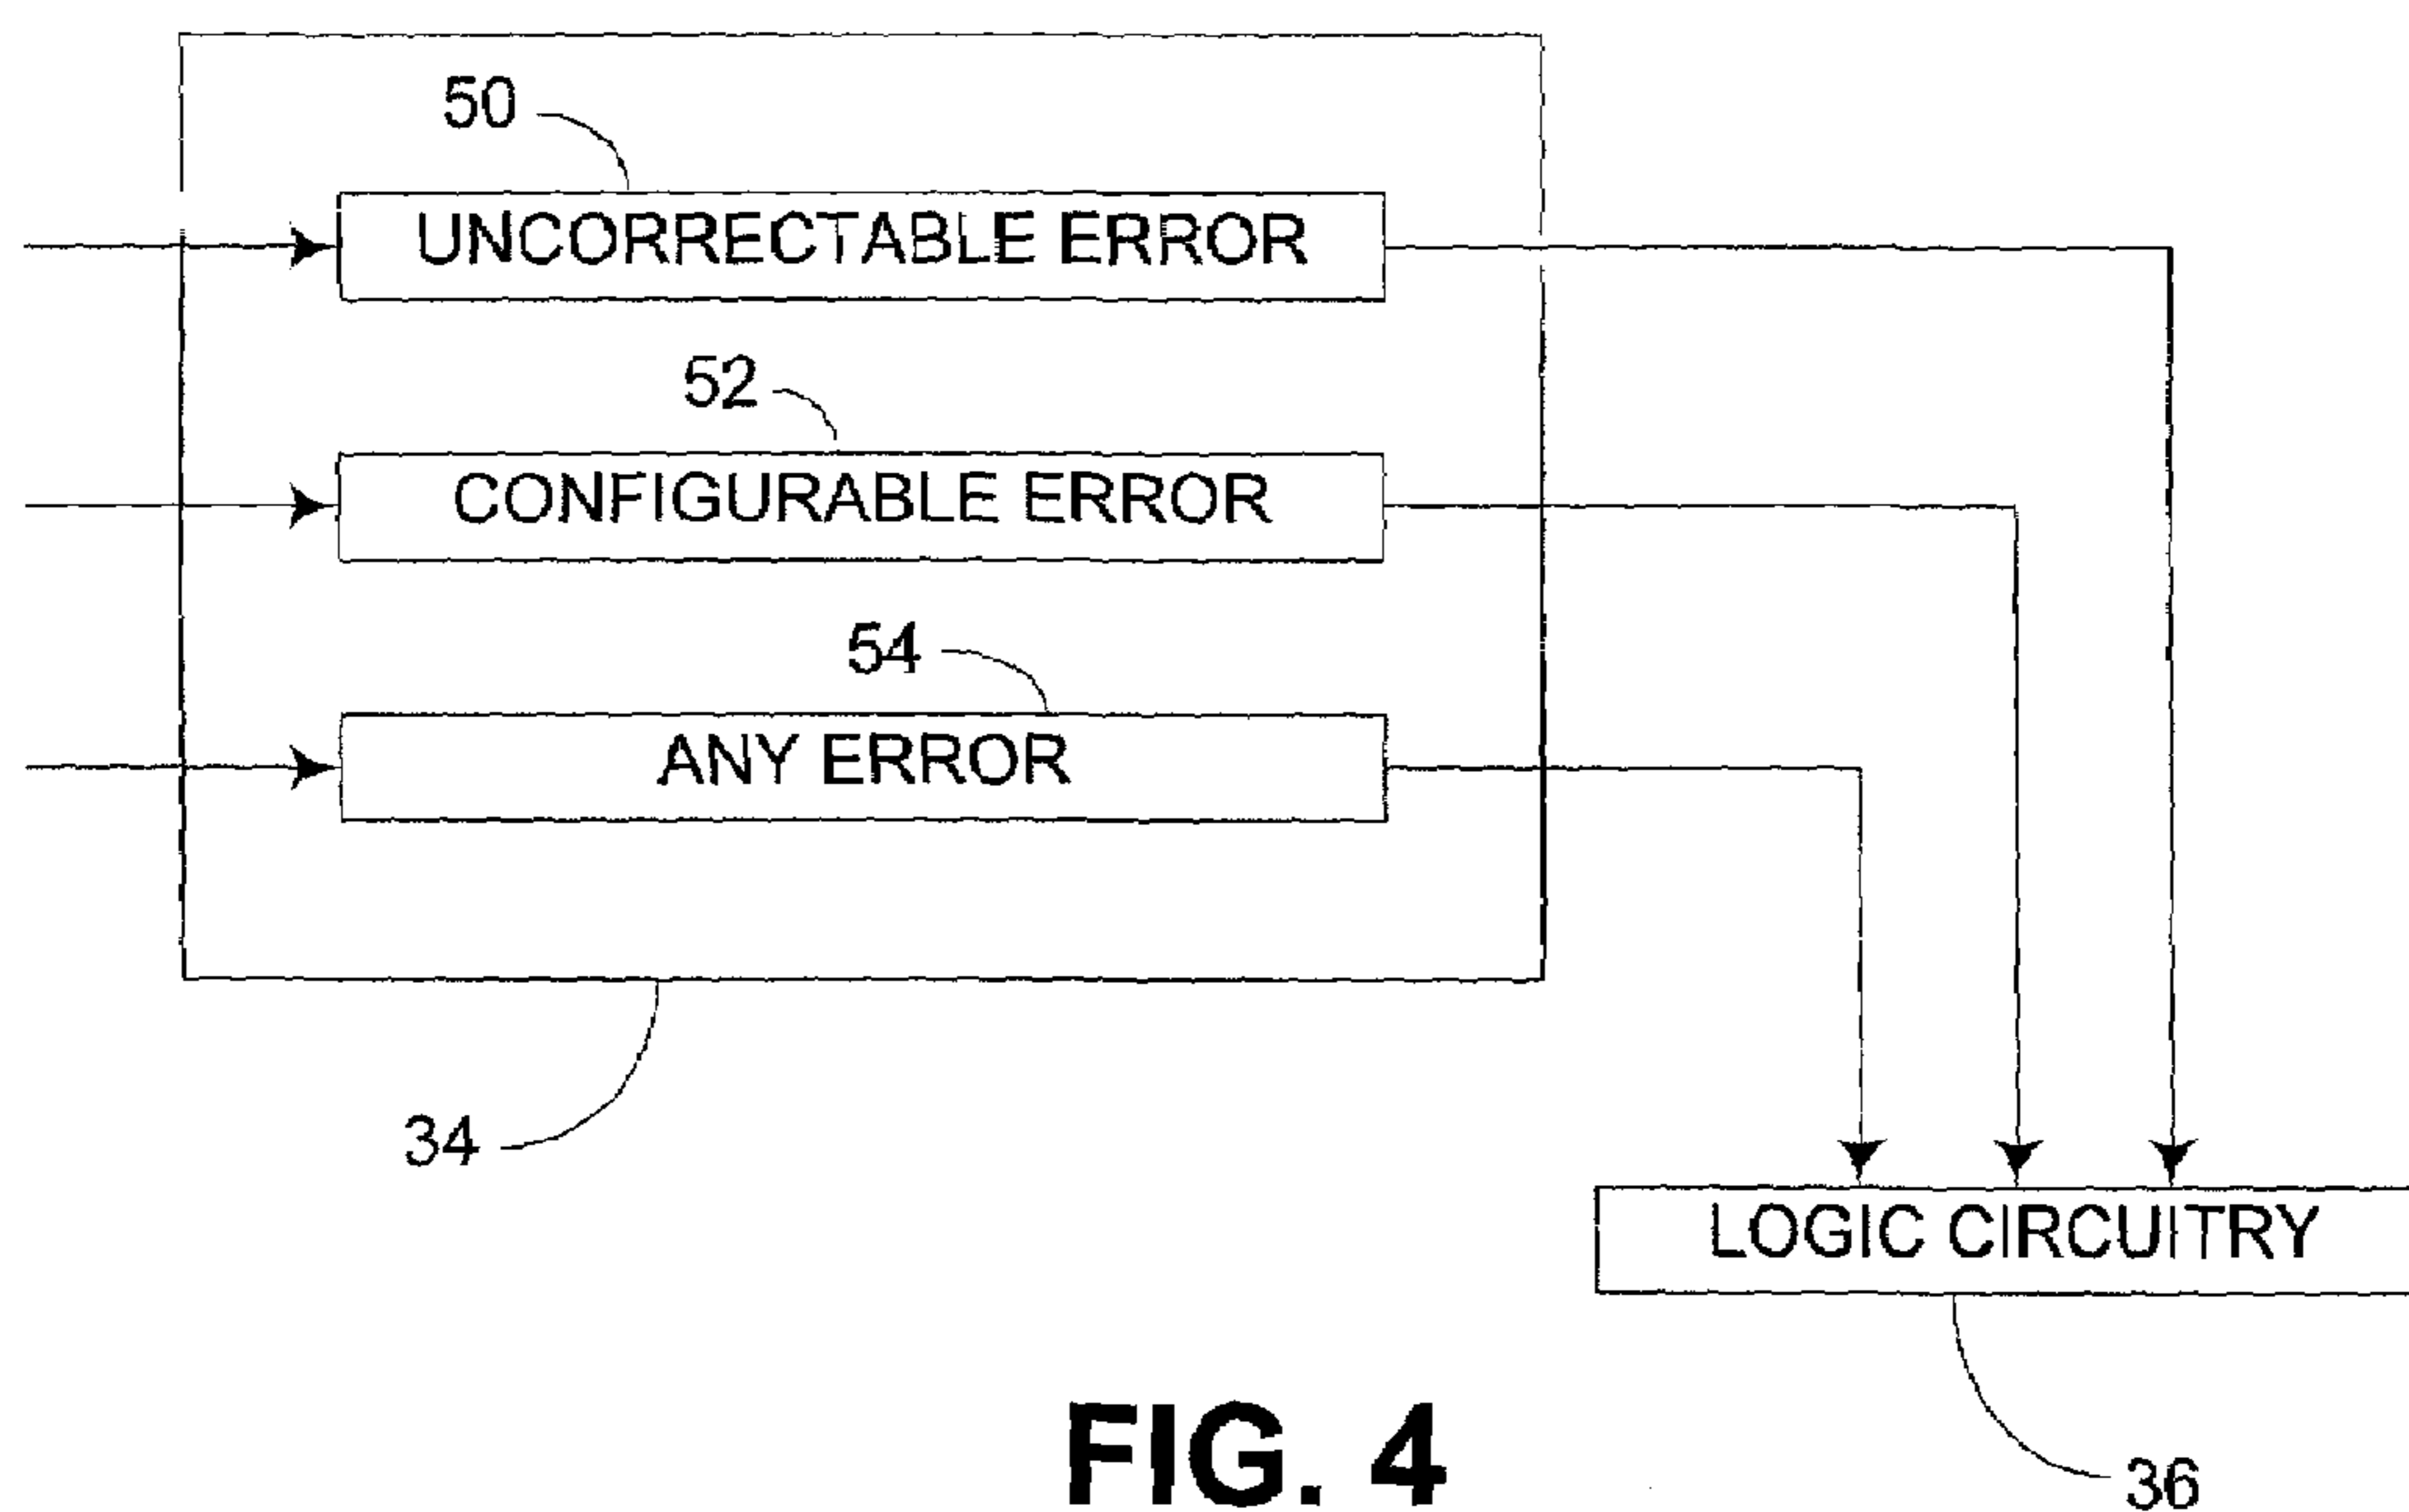 50
UNCORRECTABLE ERROR
52
CONFIGURABLE ERROR
54
ANY ERROR
34
LOGIC CIRCUITRY
36
FIG. 4